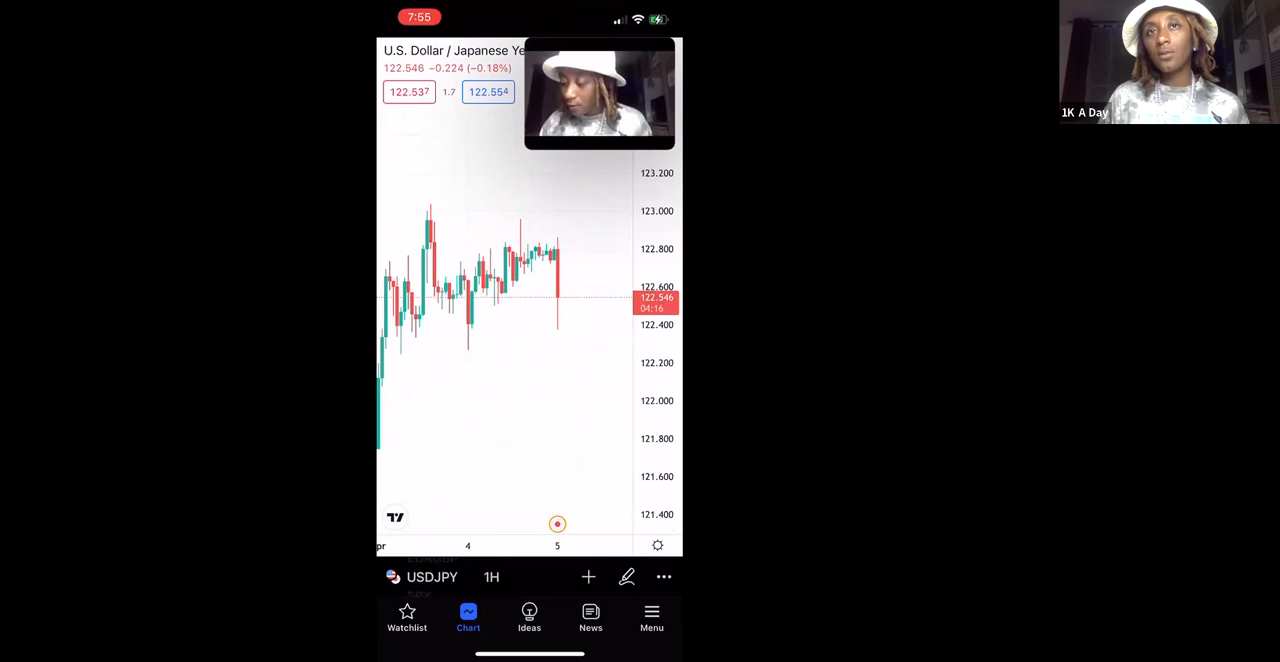 7:55
U.S. Dollar / Japanese Ye
122.546 −0.224 (−0.18%)
122.537 1.7 122.554
1K A Day
123.200
123.000
122.800
122.600
122.546
04:16
122.400
122.200
122.000
121.800
121.600
121.400
pr 4 5
USDJPY 1H
Watchlist Chart Ideas News Menu